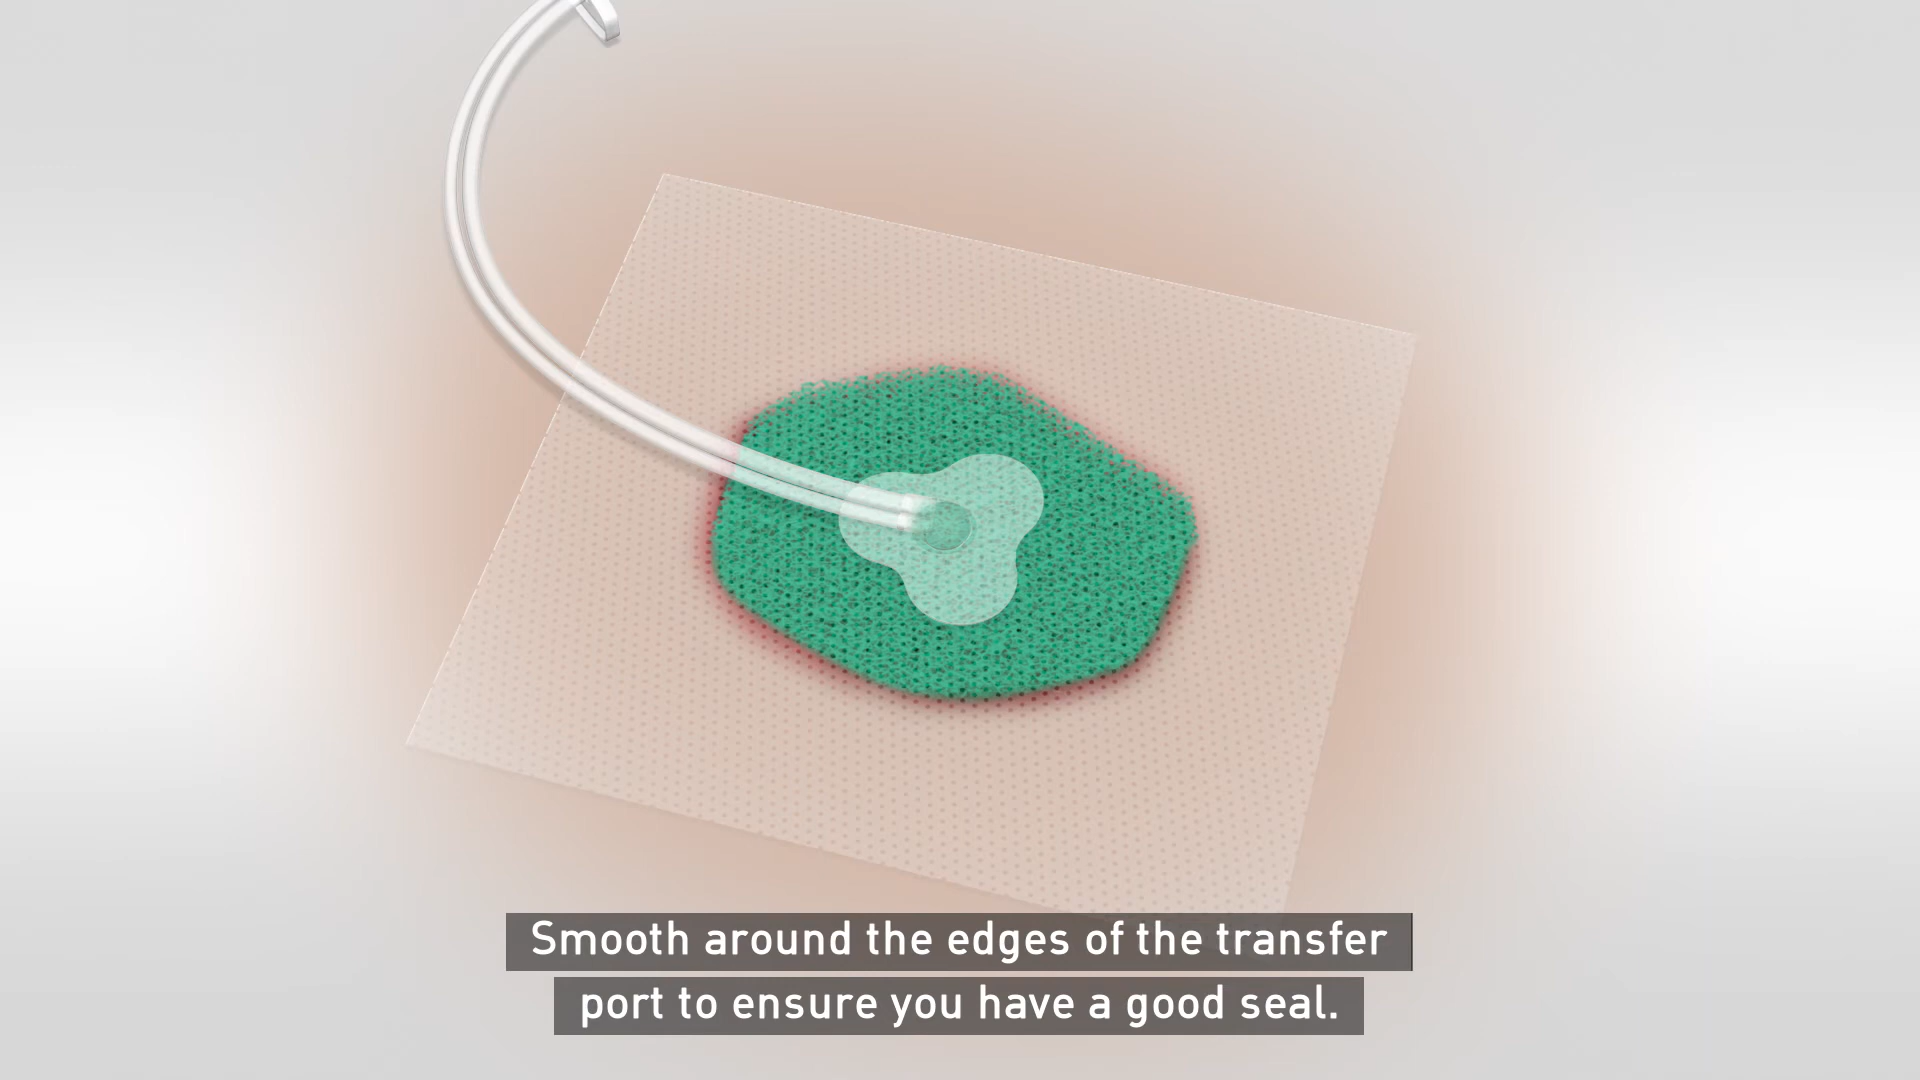 Smooth around the edges of the transfer
port to ensure you have a good seal.